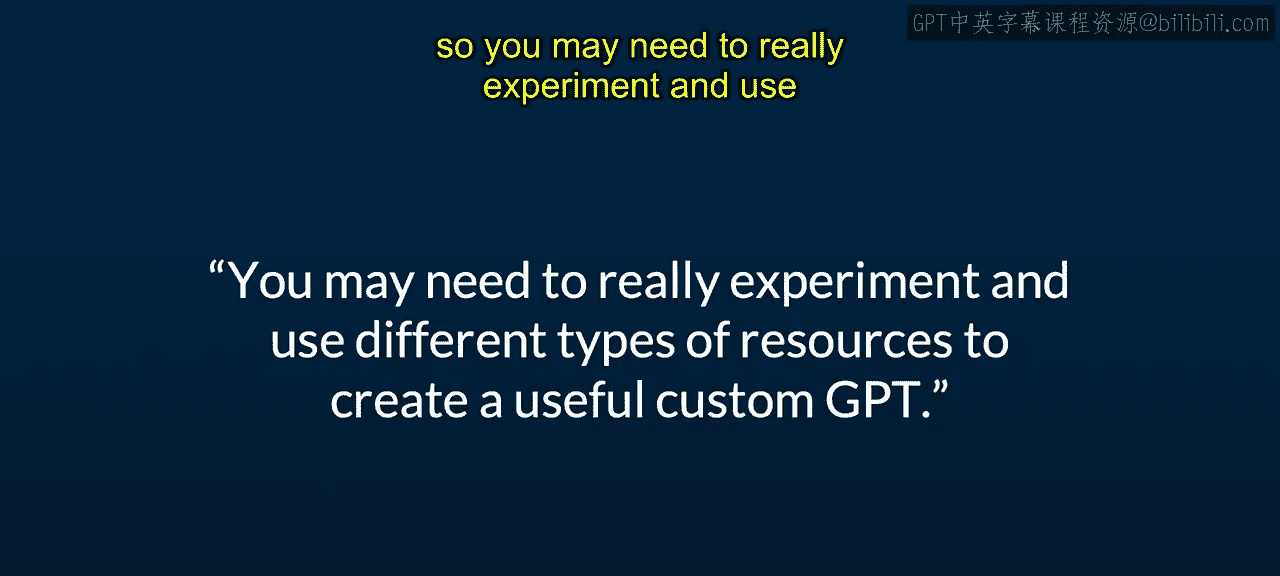 GPT中英字幕课程资源@bilibili.com
so you may need to really
experiment and use
“You may need to really experiment and
use different types of resources to
create a useful custom GPT.”